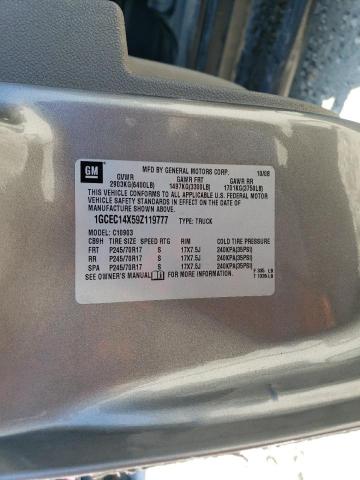 GM
MFD BY GENERAL MOTORS CORP. 10/08
GVWR GAWR FRT GAWR RR
2903KG(6400LB) 1497KG(3300LB) 1701KG(3750LB)
THIS VEHICLE CONFORMS TO ALL APPLICABLE U.S. FEDERAL MOTOR
VEHICLE SAFETY STANDARDS IN EFFECT ON THE DATE OF
MANUFACTURE SHOWN ABOVE.
1GCEC14X59Z119777 TYPE: TRUCK
MODEL: C10903
CB9H TIRE SIZE SPEED RTG RIM COLD TIRE PRESSURE
FRT P245/70R17 S 17X7.5J 240KPA(35PSI)
RR P245/70R17 S 17X7.5J 240KPA(35PSI)
SPA P245/70R17 S 17X7.5J 240KPA(35PSI)
SEE OWNER'S MANUAL FOR MORE INFORMATION.